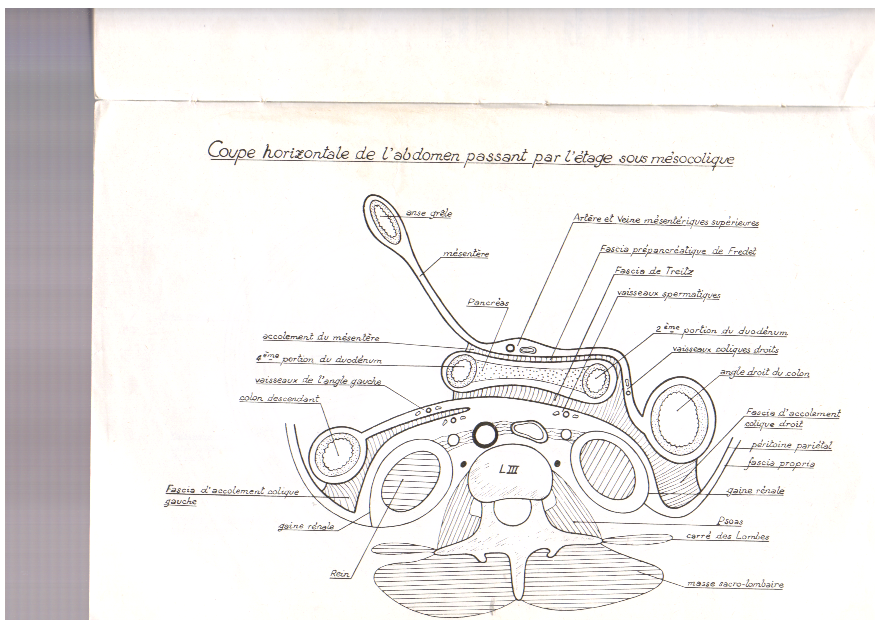 Coupe horizontale de l'abdomen passant par l'étage sous mésocolique
anse grêle
Artère et Veine mésentériques supérieures
mésentère
Fascia prépancréatique de Fredet
Fascia de Treitz
vaisseaux spermatiques
Pancréas
2ème portion du duodénum
accolement du mésentère
vaisseaux coliques droits
4ème portion du duodénum
angle droit du colon
vaisseaux de l'angle gauche
colon descendant
Fascia d'accolement
colique droit
péritoine pariétal
fascia propria
L III
Fascia d'accolement colique
gauche
gaine rénale
gaine rénale
Psoas
carré des Lombes
Rein
masse sacro-lombaire